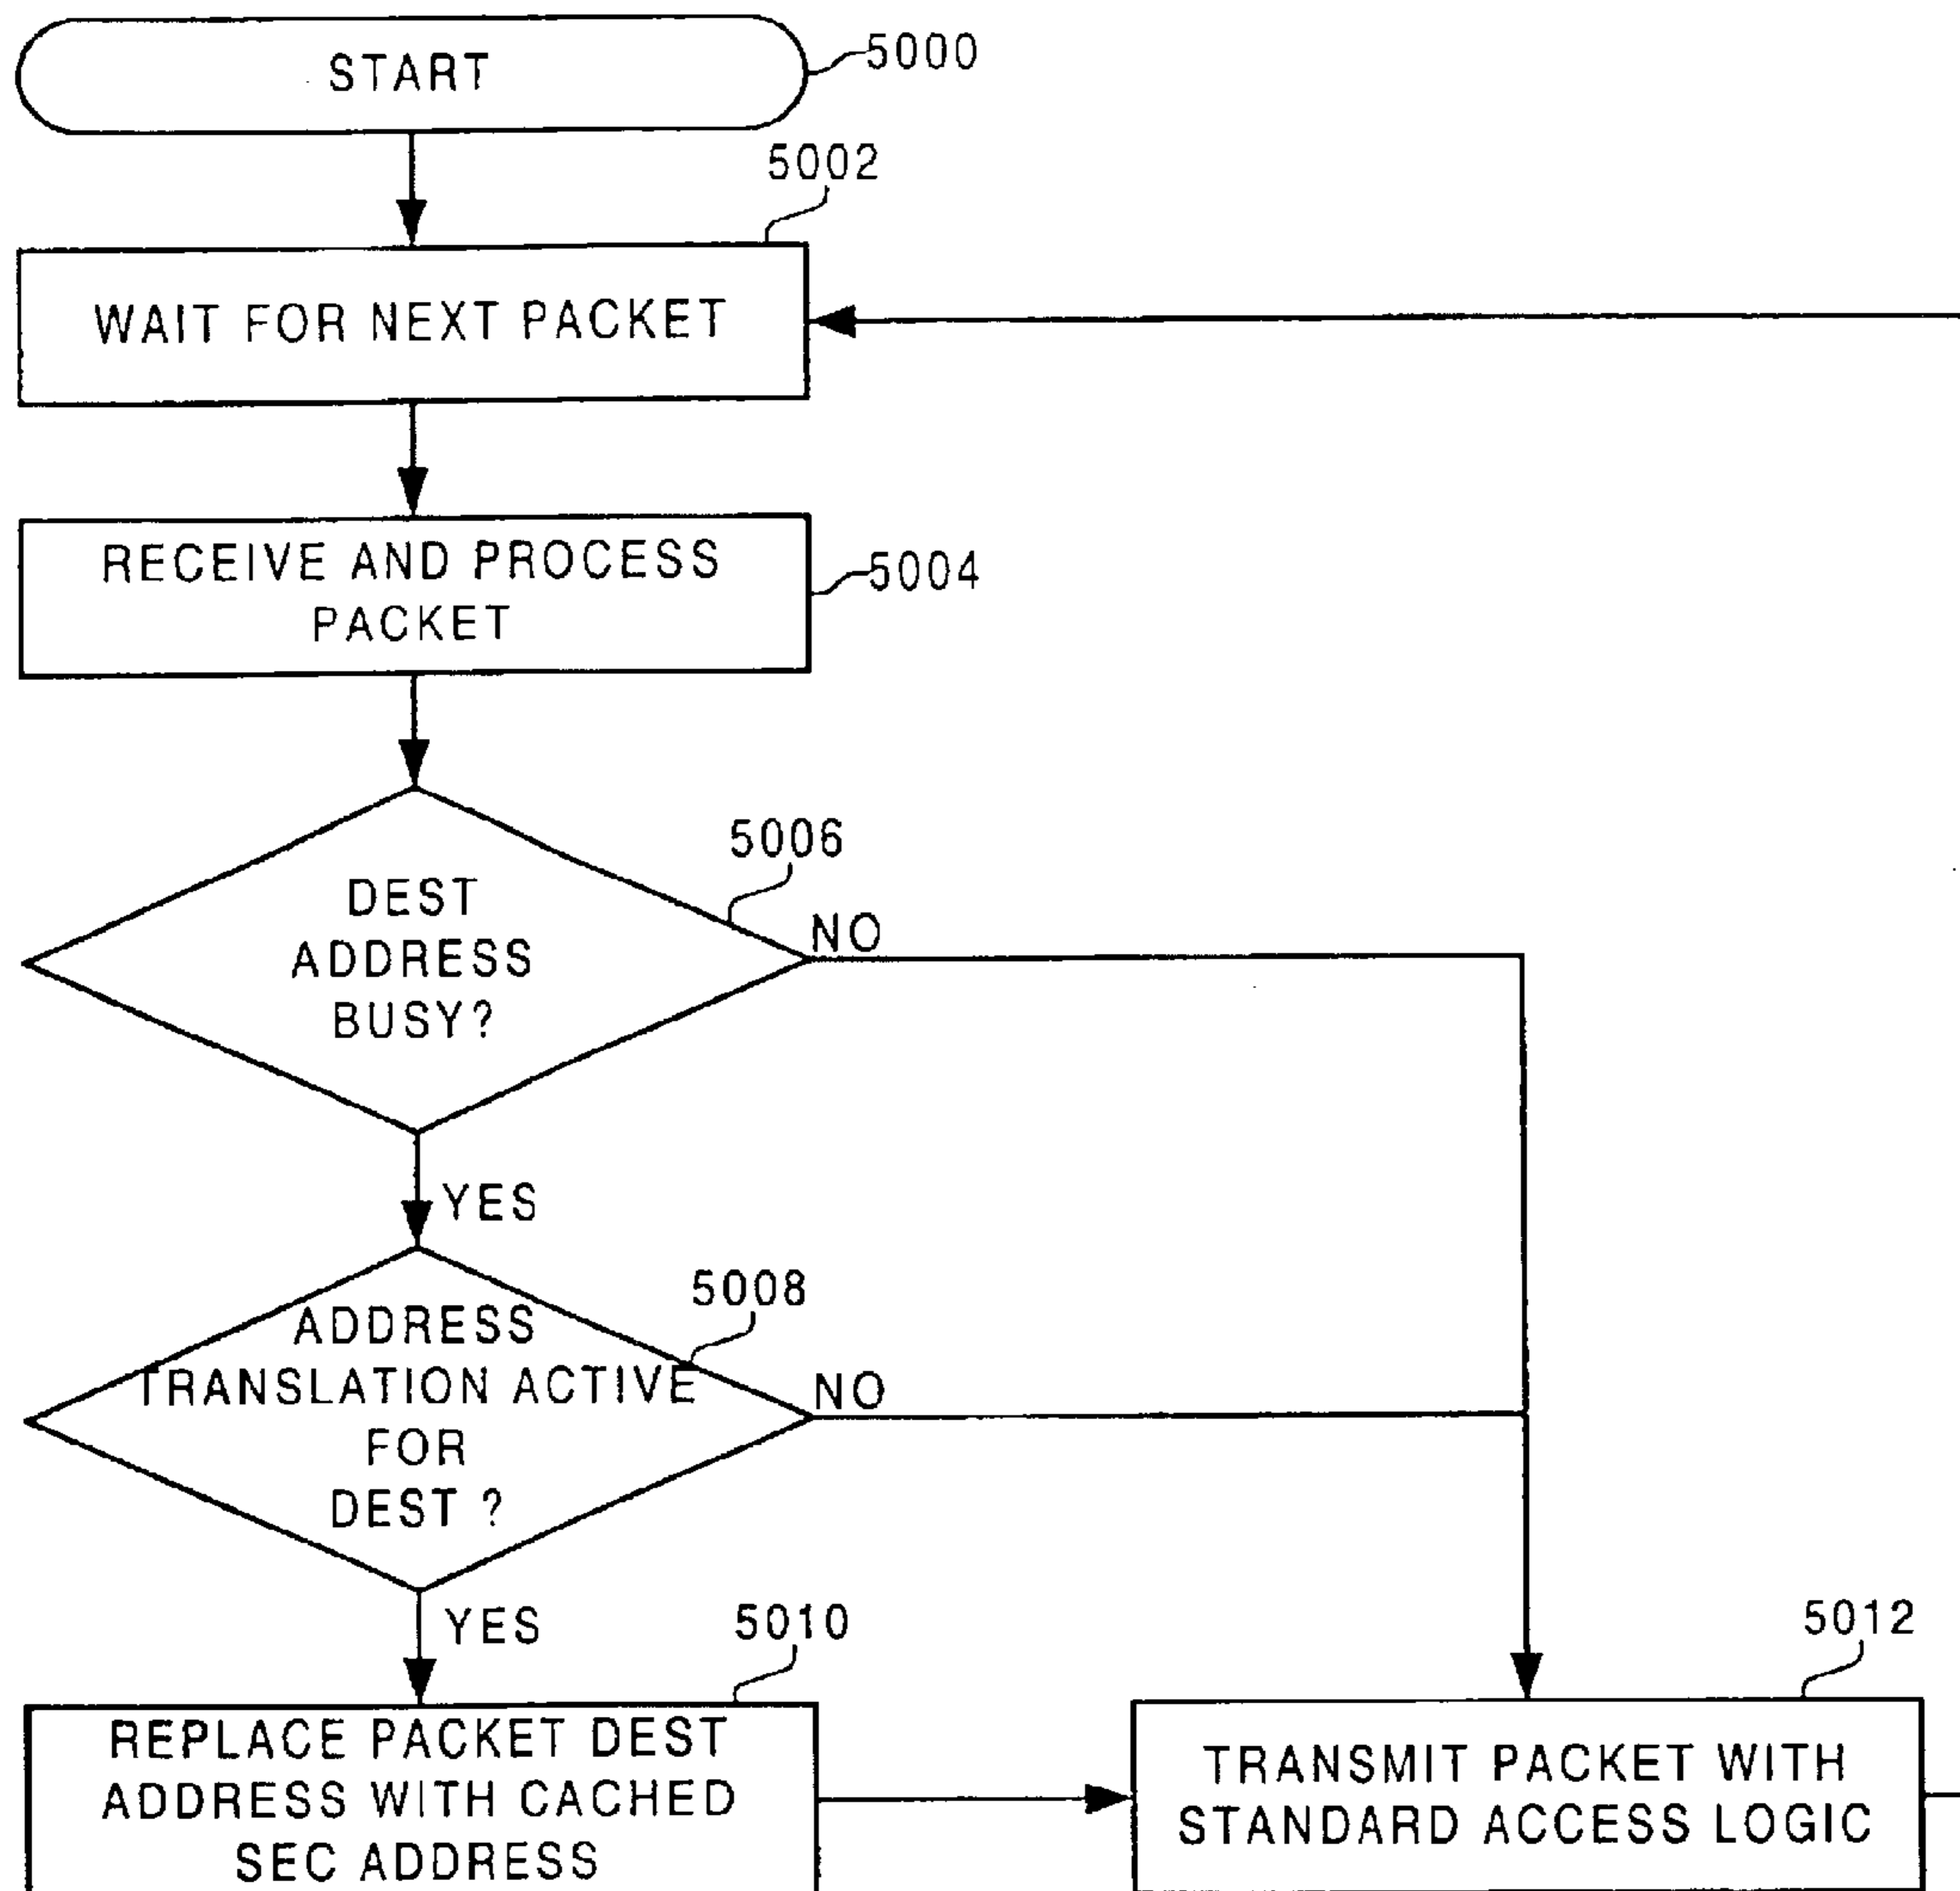 START
5000
5002
WAIT FOR NEXT PACKET
RECEIVE AND PROCESS
PACKET
5004
5006
DEST
ADDRESS
BUSY?
NO
YES
5008
ADDRESS
TRANSLATION ACTIVE
FOR
DEST ?
NO
YES
5010
REPLACE PACKET DEST
ADDRESS WITH CACHED
SEC ADDRESS
5012
TRANSMIT PACKET WITH
STANDARD ACCESS LOGIC